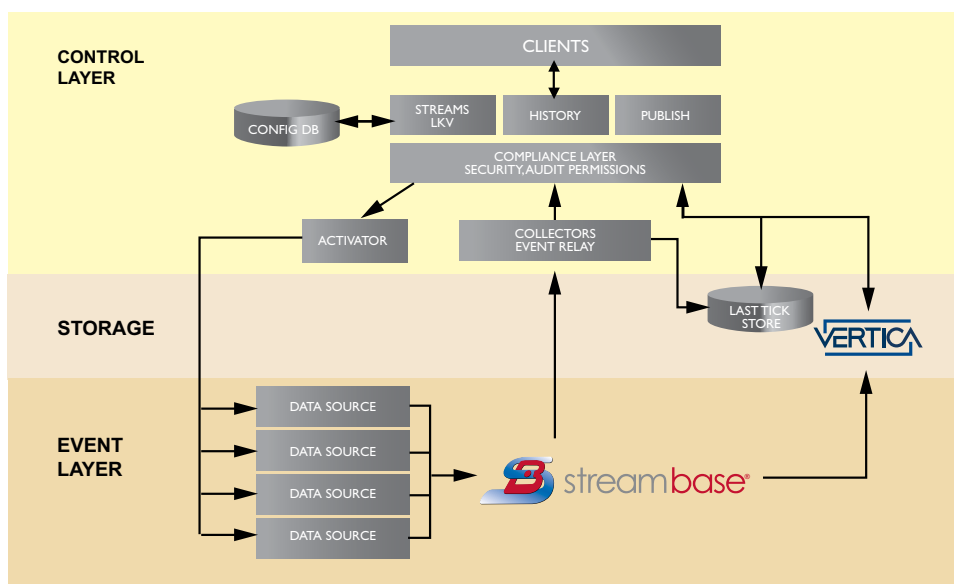 CONTROL
LAYER
CLIENTS
CONFIG DB
STREAMS
LKV
HISTORY
PUBLISH
COMPLIANCE LAYER
SECURITY, AUDIT PERMISSIONS
ACTIVATOR
COLLECTORS
EVENT RELAY
STORAGE
LAST TICK
STORE
VERTICA
EVENT
LAYER
DATA SOURCE
DATA SOURCE
DATA SOURCE
DATA SOURCE
streambase®